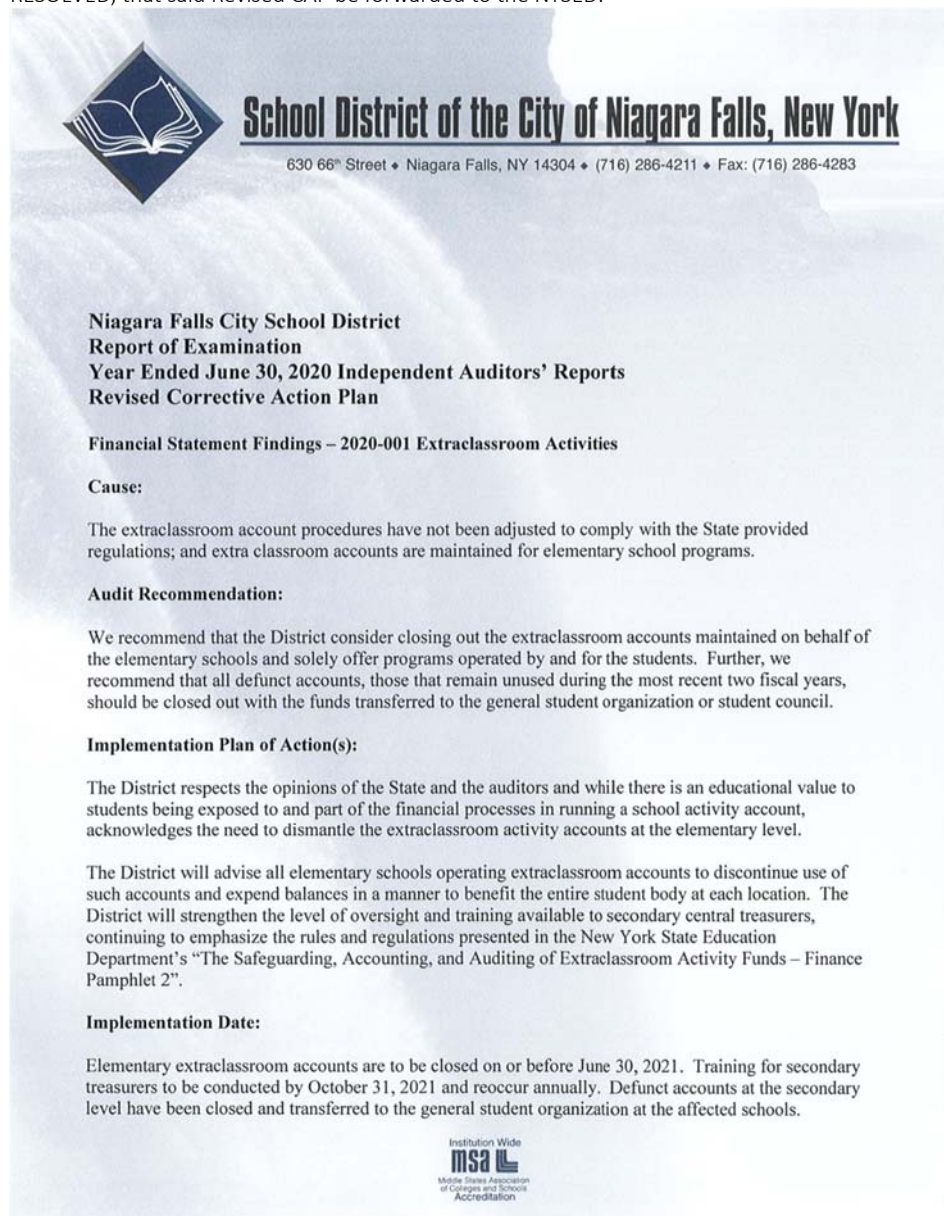 RESOLVED, that said Revised CAP be forwarded to the NYSED.
School District of the City of Niagara Falls, New York
630 66th Street ◆ Niagara Falls, NY 14304 ◆ (716) 286-4211 ◆ Fax: (716) 286-4283
Niagara Falls City School District
Report of Examination
Year Ended June 30, 2020 Independent Auditors' Reports
Revised Corrective Action Plan
Financial Statement Findings – 2020-001 Extraclassroom Activities
Cause:
The extraclassroom account procedures have not been adjusted to comply with the State provided
regulations; and extra classroom accounts are maintained for elementary school programs.
Audit Recommendation:
We recommend that the District consider closing out the extraclassroom accounts maintained on behalf of
the elementary schools and solely offer programs operated by and for the students.  Further, we
recommend that all defunct accounts, those that remain unused during the most recent two fiscal years,
should be closed out with the funds transferred to the general student organization or student council.
Implementation Plan of Action(s):
The District respects the opinions of the State and the auditors and while there is an educational value to
students being exposed to and part of the financial processes in running a school activity account,
acknowledges the need to dismantle the extraclassroom activity accounts at the elementary level.
The District will advise all elementary schools operating extraclassroom accounts to discontinue use of
such accounts and expend balances in a manner to benefit the entire student body at each location.  The
District will strengthen the level of oversight and training available to secondary central treasurers,
continuing to emphasize the rules and regulations presented in the New York State Education
Department's "The Safeguarding, Accounting, and Auditing of Extraclassroom Activity Funds – Finance
Pamphlet 2".
Implementation Date:
Elementary extraclassroom accounts are to be closed on or before June 30, 2021.  Training for secondary
treasurers to be conducted by October 31, 2021 and reoccur annually.  Defunct accounts at the secondary
level have been closed and transferred to the general student organization at the affected schools.
Institution Wide
msa
Middle States Association
of Colleges and Schools
Accreditation